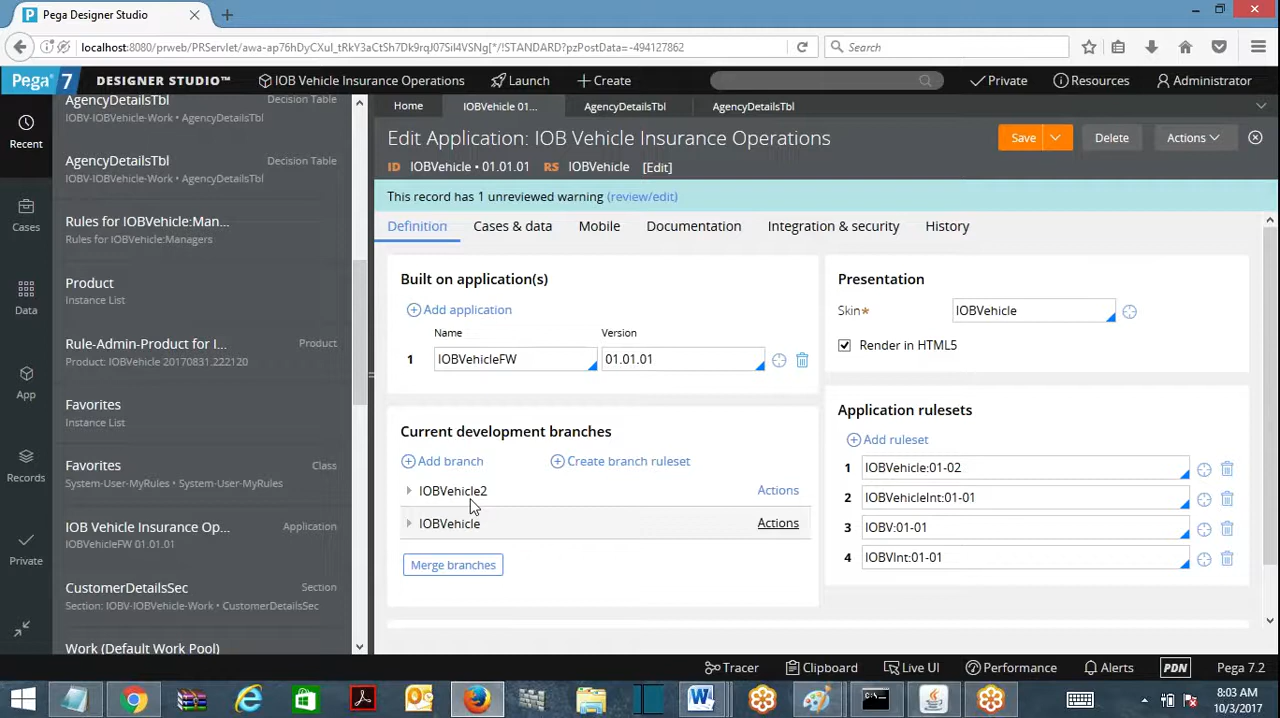 Pega Designer Studio
localhost:8080/prweb/PRServlet/awa-ap76hDyCXul_tRkY3aCtSh7Dk9rqJ07Sil4VSNg[*/!STANDARD?pzPostData=-494127862
Search
Pega 7
DESIGNER STUDIO™
IOB Vehicle Insurance Operations
Launch
Create
Private
Resources
Administrator
Recent
Cases
Data
App
Records
Private
AgencyDetailsTbl Decision Table
IOBV-IOBVehicle-Work • AgencyDetailsTbl
AgencyDetailsTbl Decision Table
IOBV-IOBVehicle-Work • AgencyDetailsTbl
Rules for IOBVehicle:Man...
Rules for IOBVehicle:Managers
Product
Instance List
Rule-Admin-Product for I... Product
Product: IOBVehicle 20170831.222120
Favorites
Instance List
Favorites Class
System-User-MyRules • System-User-MyRules
IOB Vehicle Insurance Op... Application
IOBVehicleFW 01.01.01
CustomerDetailsSec Section
Section: IOBV-IOBVehicle-Work • CustomerDetailsSec
Work (Default Work Pool)
Home
IOBVehicle 01...
AgencyDetailsTbl
AgencyDetailsTbl
Edit Application: IOB Vehicle Insurance Operations
Save
Delete
Actions
ID IOBVehicle • 01.01.01 RS IOBVehicle [Edit]
This record has 1 unreviewed warning (review/edit)
Definition
Cases & data
Mobile
Documentation
Integration & security
History
Built on application(s)
Add application
Name Version
1 IOBVehicleFW 01.01.01
Current development branches
Add branch
Create branch ruleset
IOBVehicle2 Actions
IOBVehicle Actions
Merge branches
Presentation
Skin★ IOBVehicle
Render in HTML5
Application rulesets
Add ruleset
1 IOBVehicle:01-02
2 IOBVehicleInt:01-01
3 IOBV:01-01
4 IOBVInt:01-01
Tracer
Clipboard
Live UI
Performance
Alerts
PDN
Pega 7.2
8:03 AM
10/3/2017